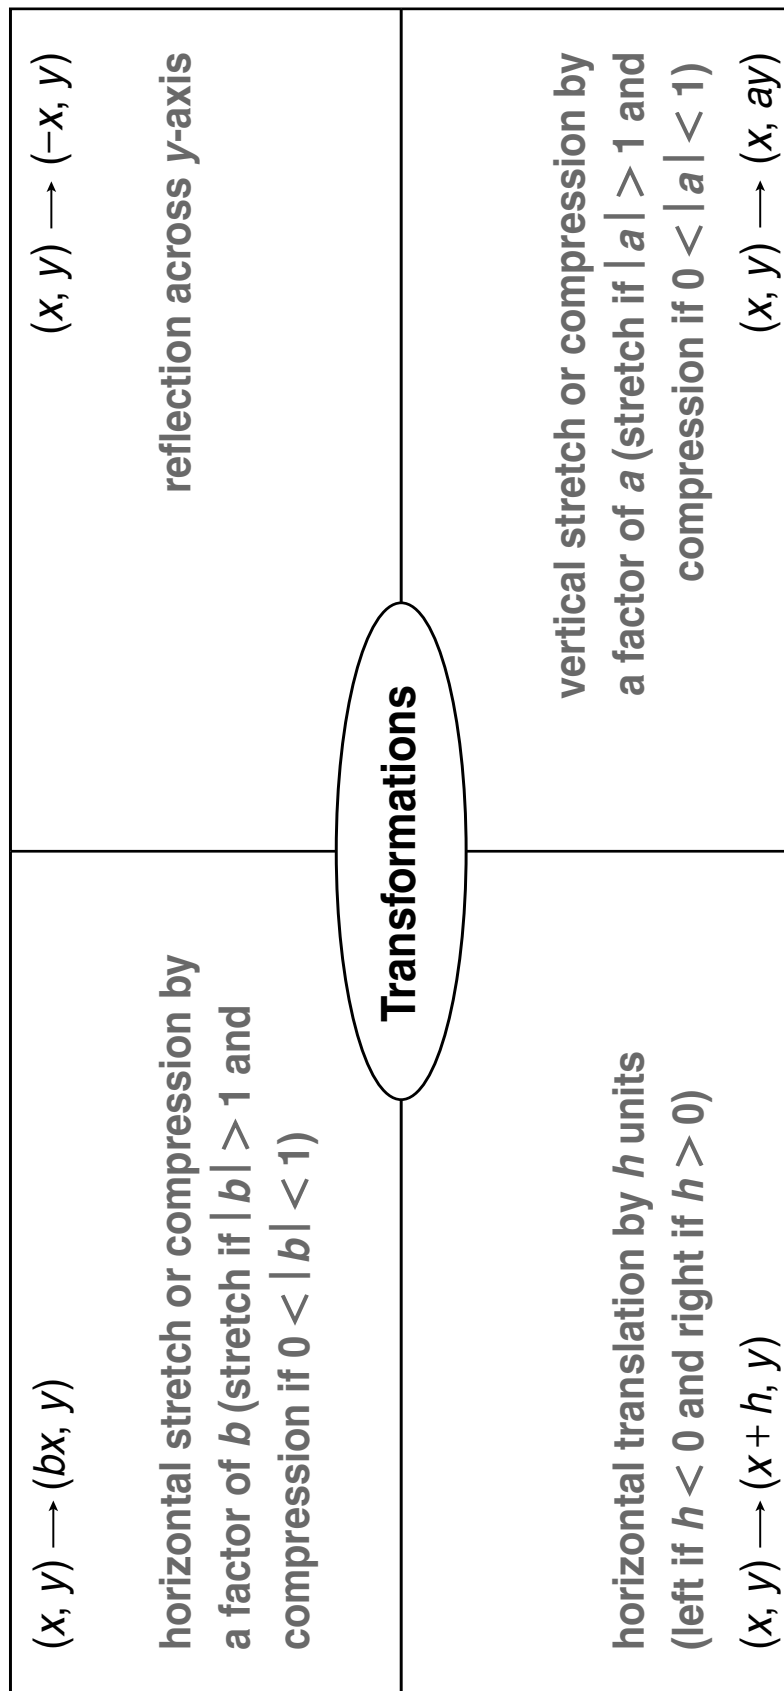 (x, y) ⟶ (bx, y)
horizontal stretch or compression by
a factor of b (stretch if |b| > 1 and
compression if 0 < |b| < 1)
(x, y) ⟶ (−x, y)
reflection across y-axis
Transformations
horizontal translation by h units
(left if h < 0 and right if h > 0)
(x, y) ⟶ (x + h, y)
vertical stretch or compression by
a factor of a (stretch if |a| > 1 and
compression if 0 < |a| < 1)
(x, y) ⟶ (x, ay)